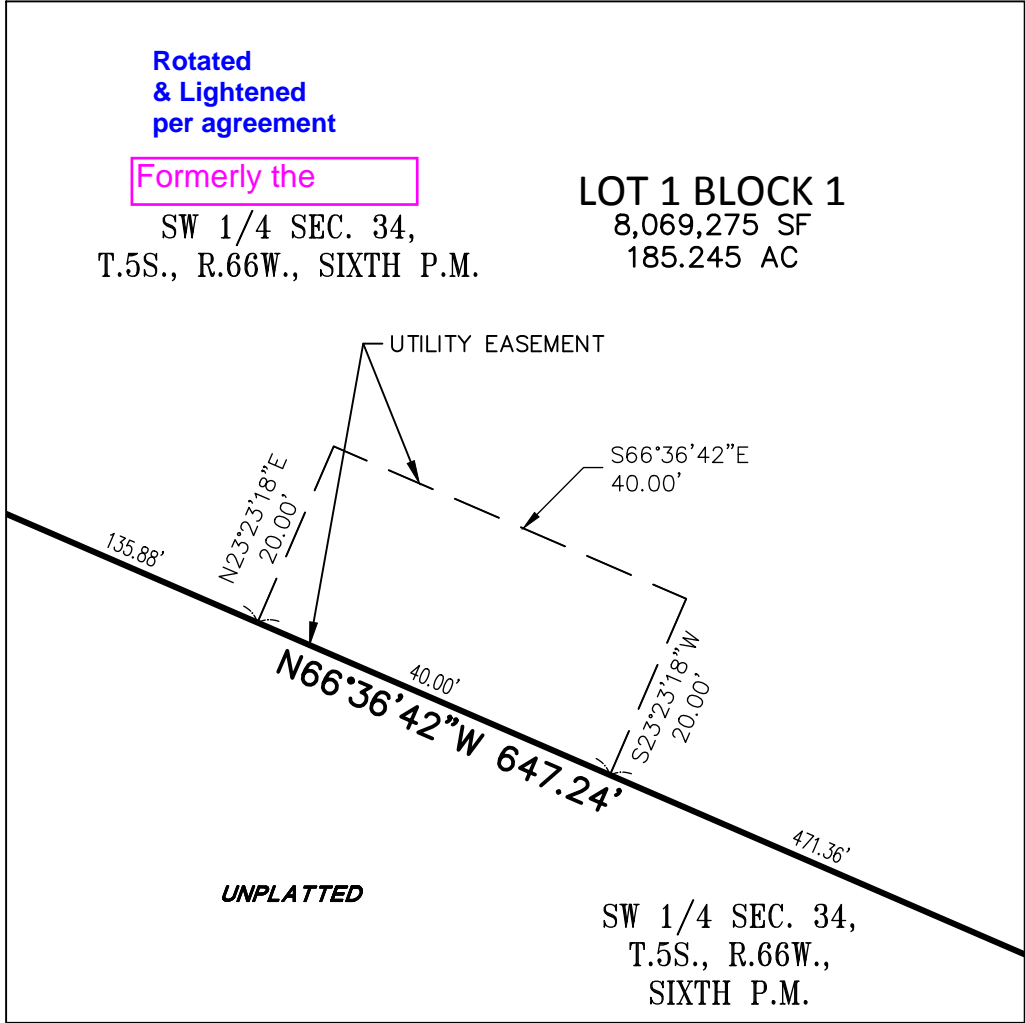 Rotated
& Lightened
per agreement
Formerly the
SW 1/4 SEC. 34,
T.5S., R.66W., SIXTH P.M.
LOT 1 BLOCK 1
8,069,275 SF
185.245 AC
UTILITY EASEMENT
S66°36'42"E
40.00'
N23°23'18"E
20.00'
135.88'
40.00'
N66°36'42"W 647.24'
S23°23'18"W
20.00'
471.36'
UNPLATTED
SW 1/4 SEC. 34,
T.5S., R.66W.,
SIXTH P.M.